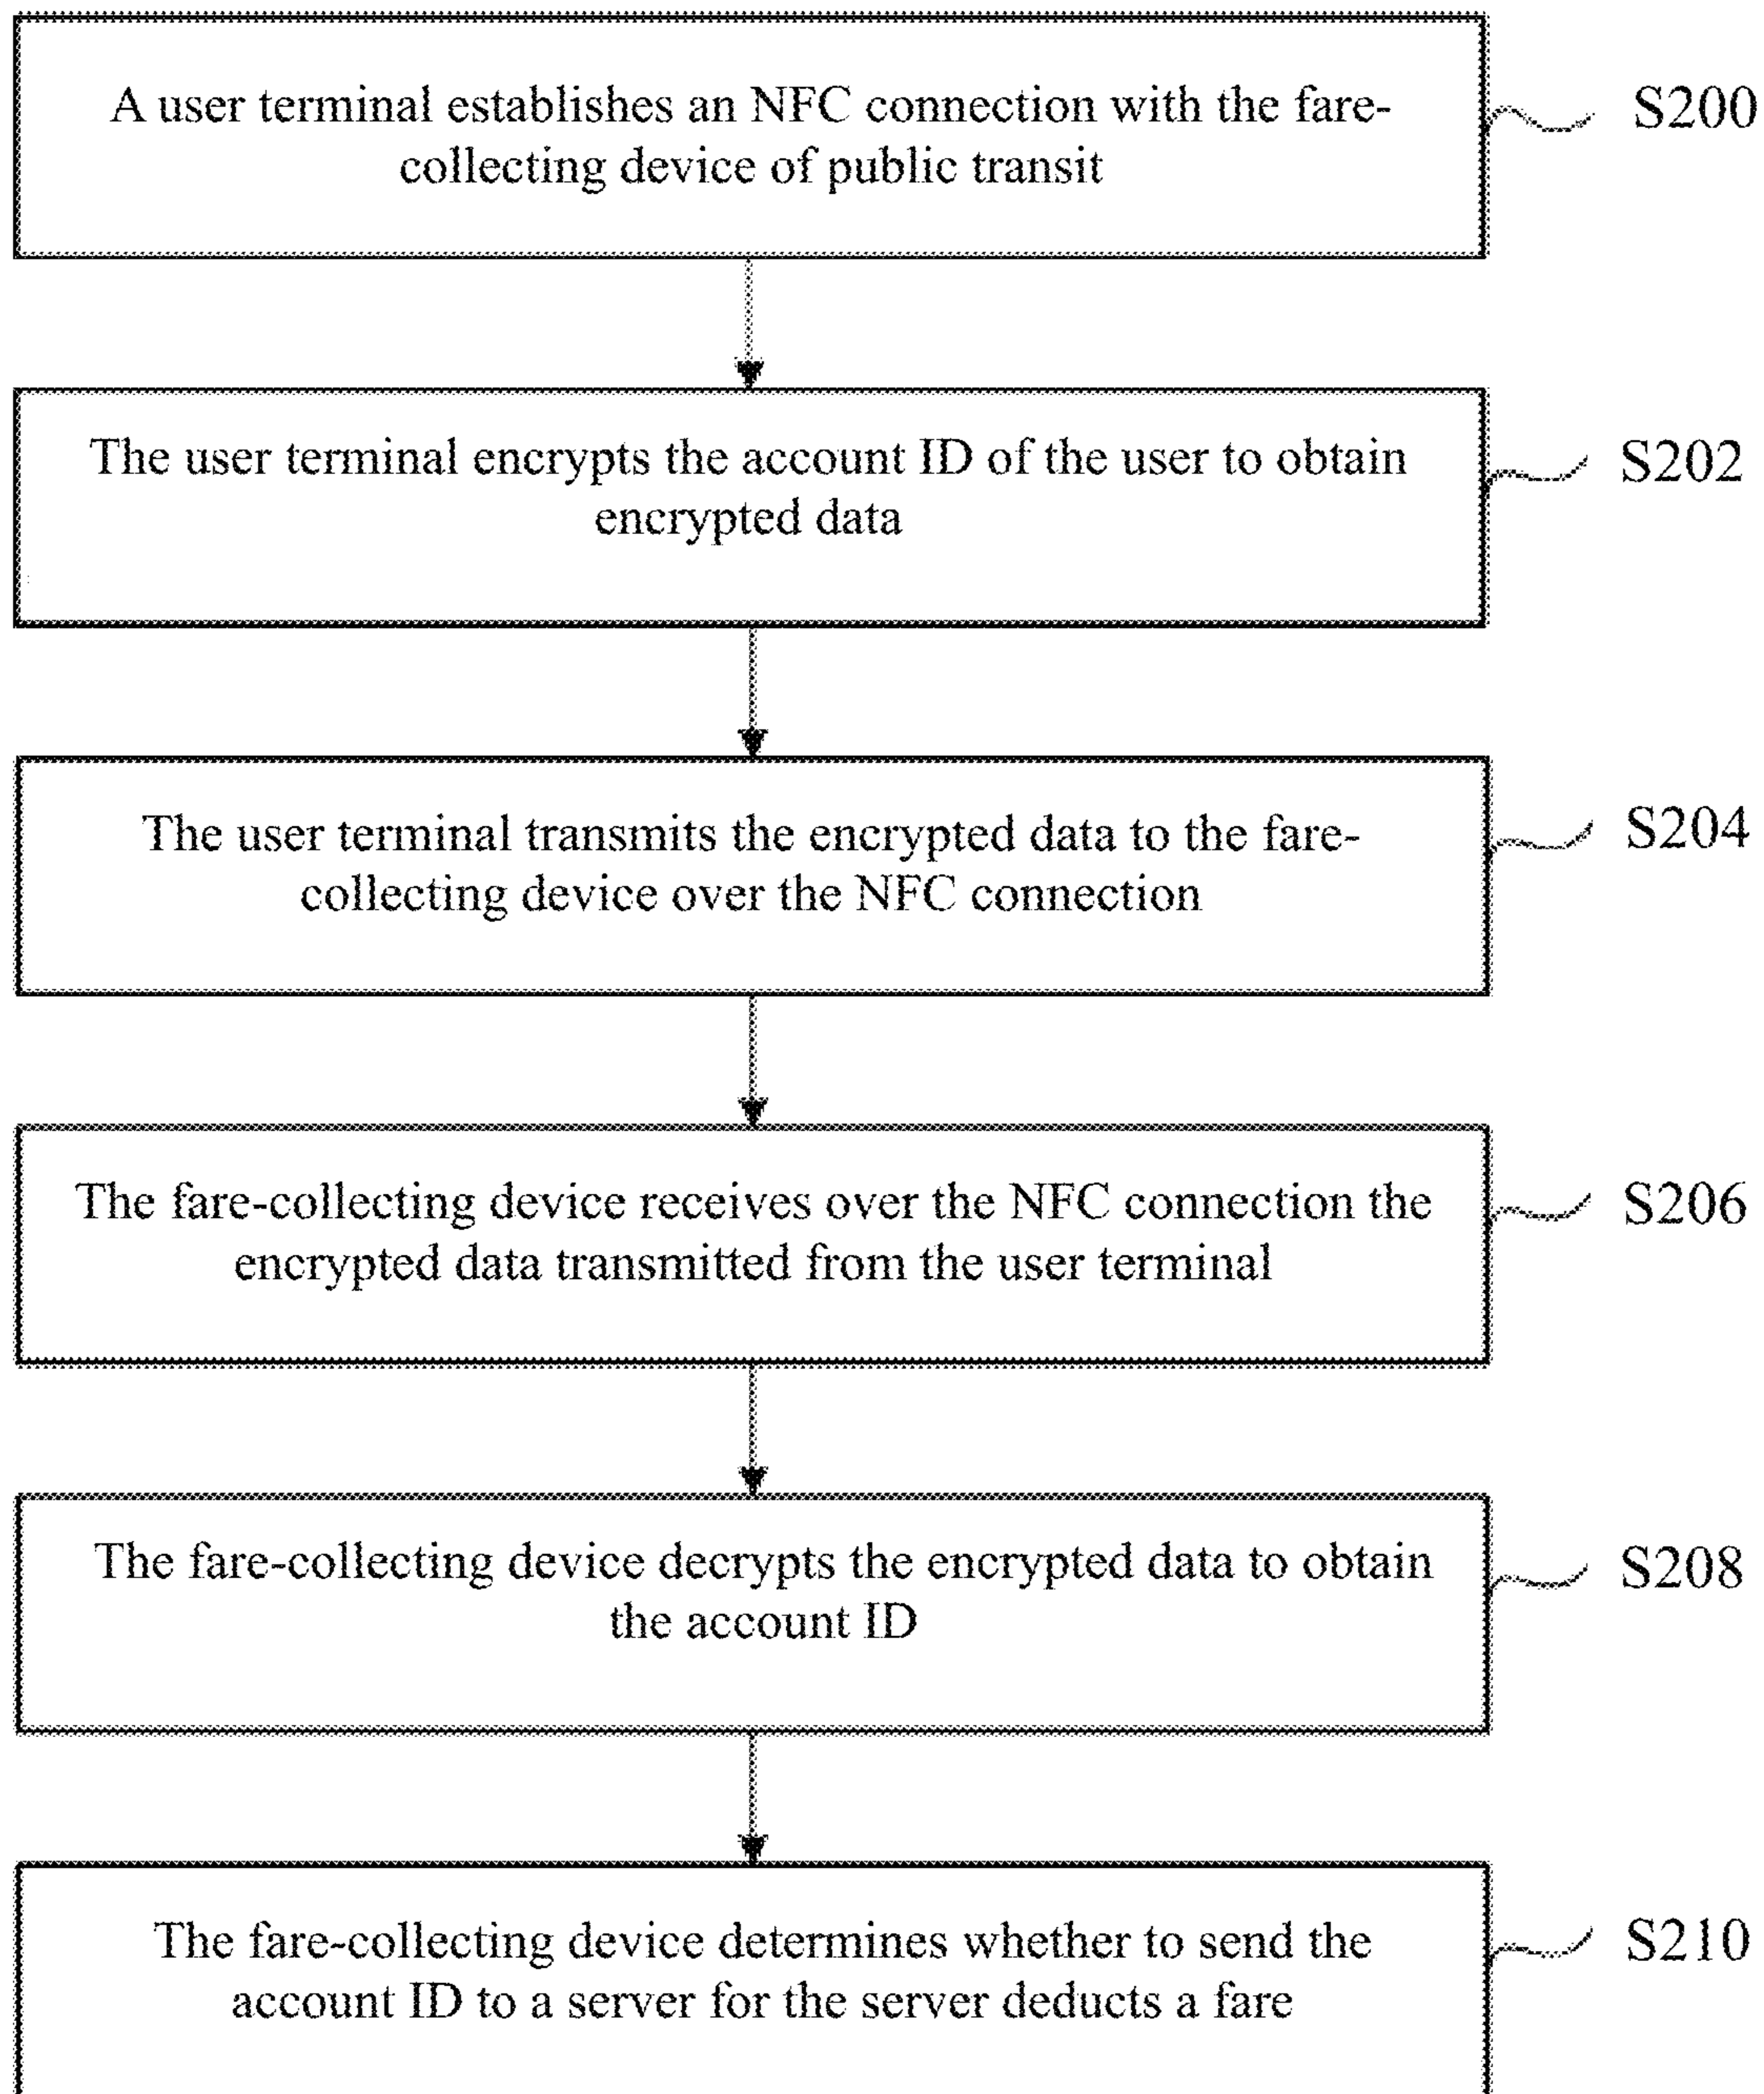 A user terminal establishes an NFC connection with the fare-
collecting device of public transit
S200
The user terminal encrypts the account ID of the user to obtain
encrypted data
S202
The user terminal transmits the encrypted data to the fare-
collecting device over the NFC connection
S204
The fare-collecting device receives over the NFC connection the
encrypted data transmitted from the user terminal
S206
The fare-collecting device decrypts the encrypted data to obtain
the account ID
S208
The fare-collecting device determines whether to send the
account ID to a server for the server deducts a fare
S210